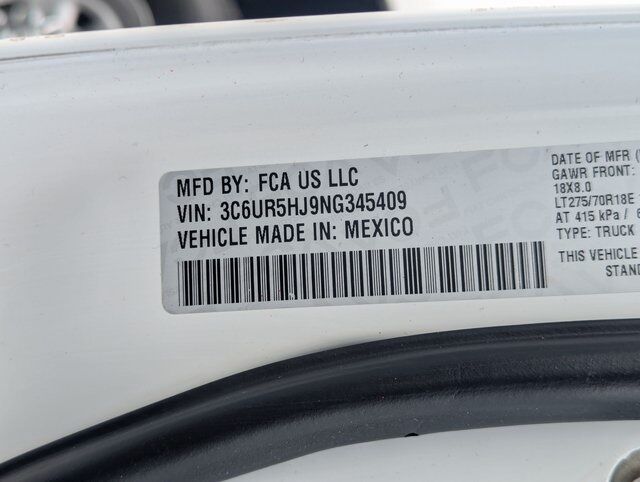 MFD BY: FCA US LLC
VIN: 3C6UR5HJ9NG345409
VEHICLE MADE IN: MEXICO
DATE OF MFR
GAWR FRONT:
18X8.0
LT275/70R18E
AT 415 kPa /
TYPE: TRUCK
THIS VEHICLE
STAND